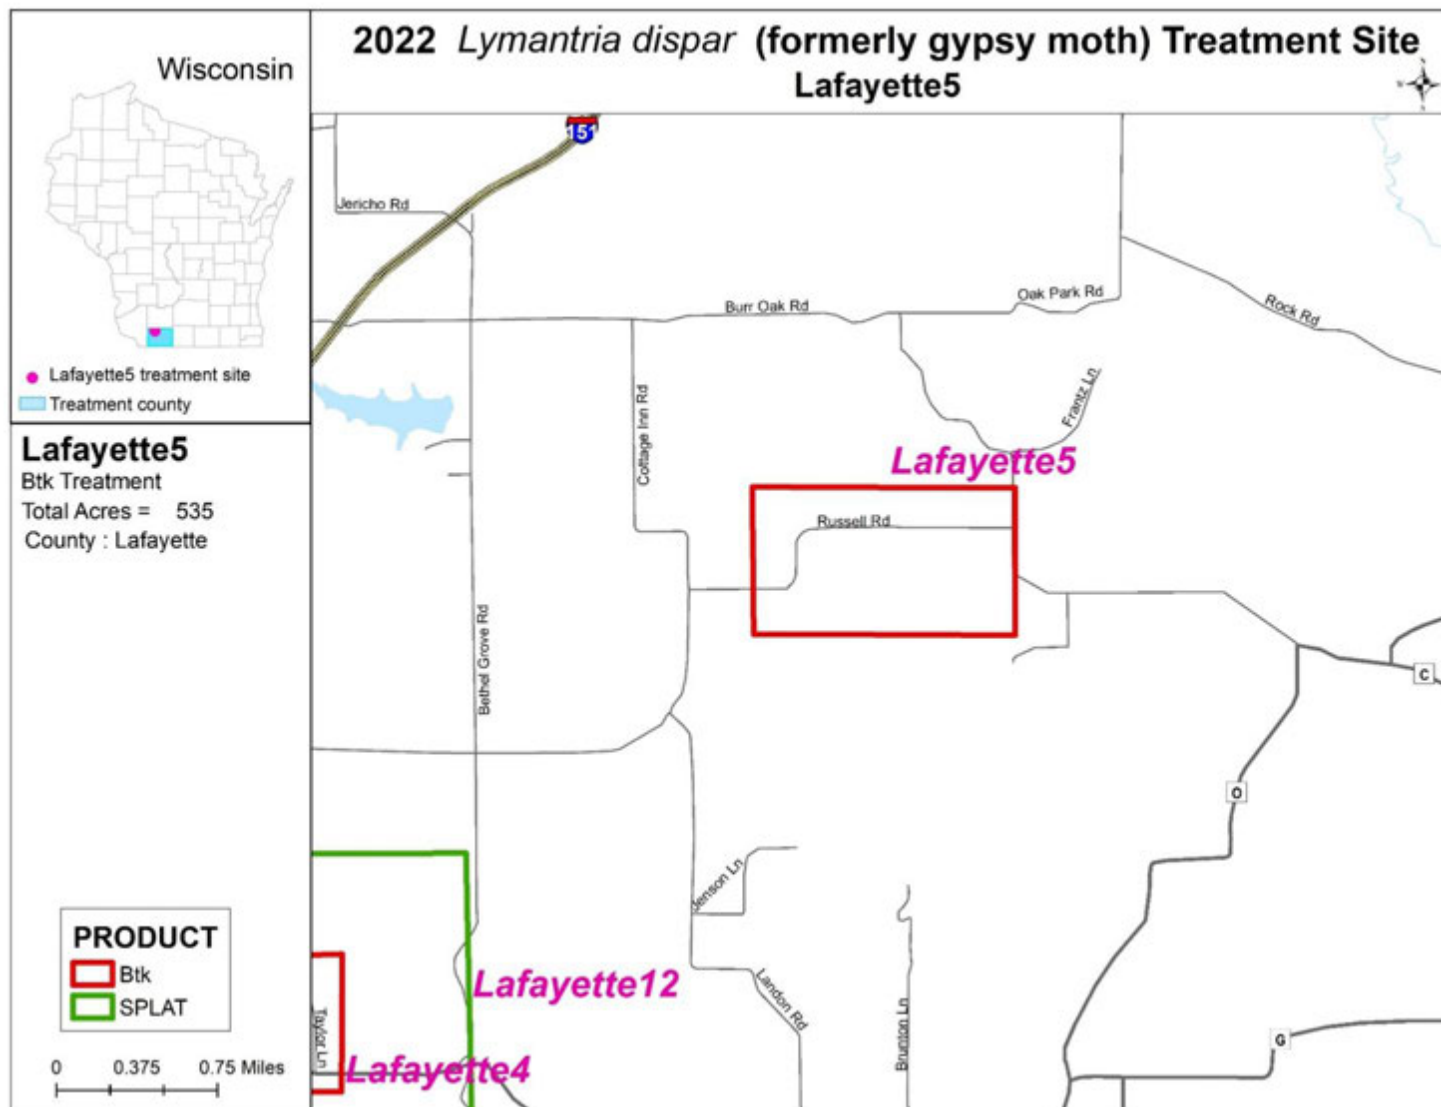 2022 Lymantria dispar (formerly gypsy moth) Treatment Site
Lafayette5
Wisconsin
Lafayette5 treatment site
Treatment county
Lafayette5
Btk Treatment
Total Acres = 535
County : Lafayette
PRODUCT
Btk
SPLAT
0 0.375 0.75 Miles
151
Jericho Rd
Burr Oak Rd
Oak Park Rd
Rock Rd
Cottage Inn Rd
Frantz Ln
Lafayette5
Russell Rd
Bethel Grove Rd
C
O
Jenson Ln
Lafayette12
Landon Rd
Brunton Ln
Taylor Ln
Lafayette4
G